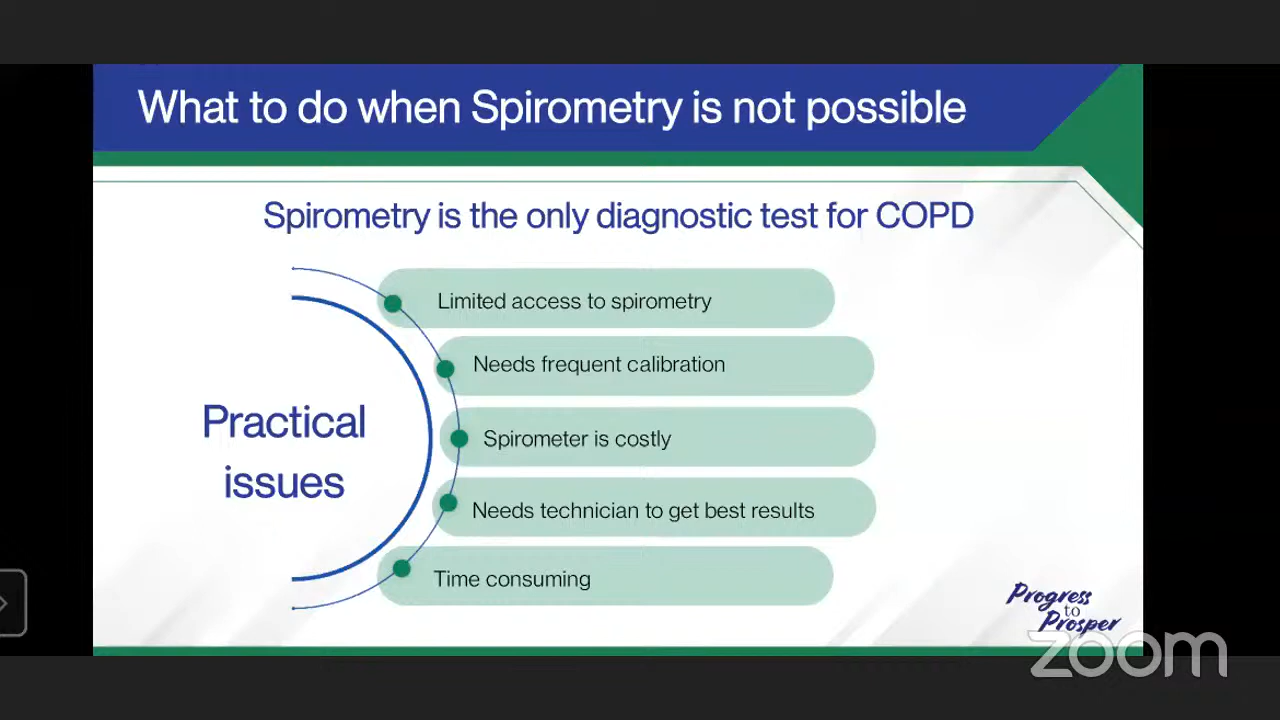 What to do when Spirometry is not possible
Spirometry is the only diagnostic test for COPD
Practical
issues
Limited access to spirometry
Needs frequent calibration
Spirometer is costly
Needs technician to get best results
Time consuming
Progress
to
Prosper
zoom